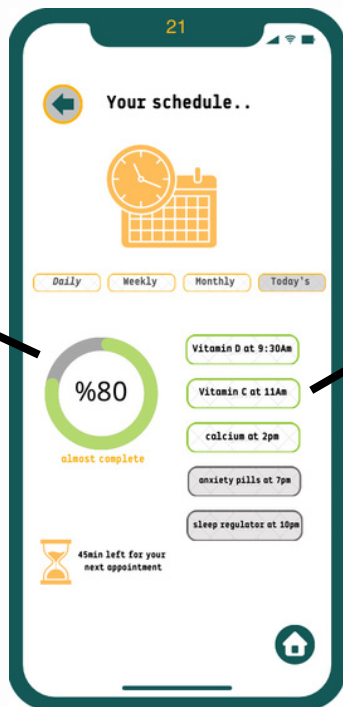 21
Your schedule..
Daily
Weekly
Monthly
Today's
%80
almost complete
Vitamin D at 9:30Am
Vitamin C at 11Am
calcium at 2pm
anxiety pills at 7pm
sleep regulator at 10pm
45min left for your
next appointment